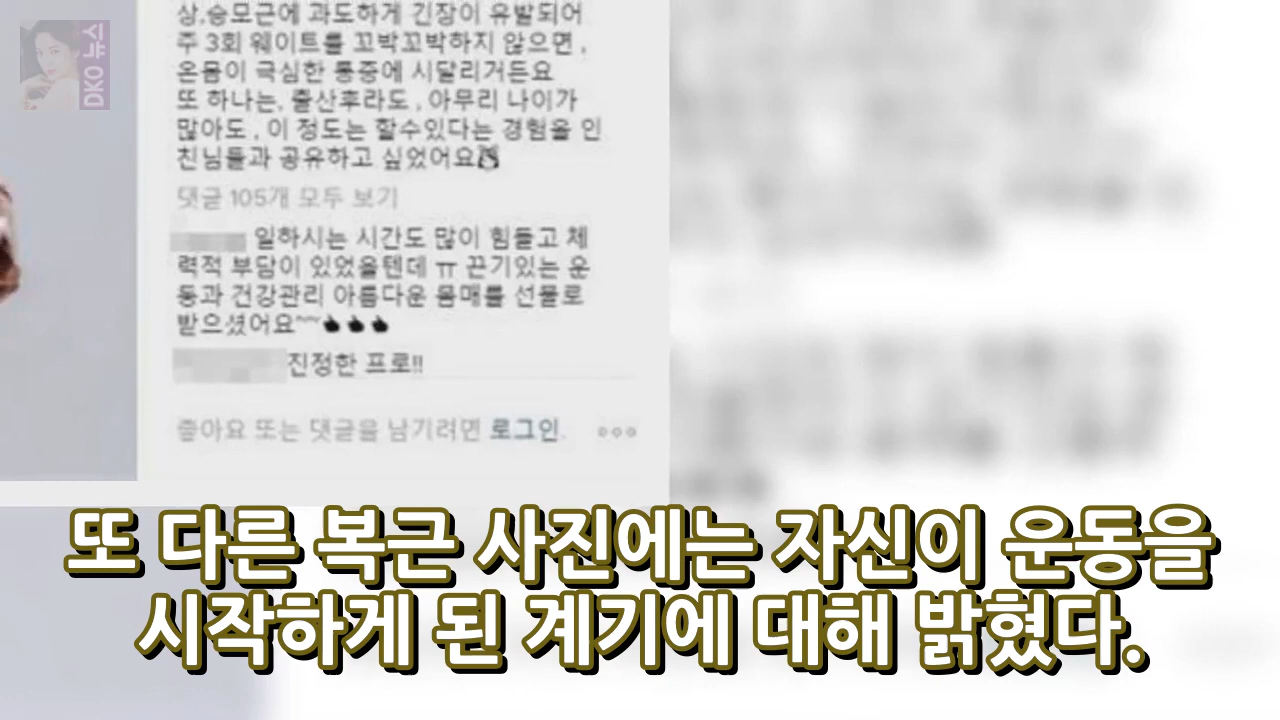 DKO 뉴스
상,승모근에 과도하게 긴장이 유발되어
주 3회 웨이트를 꼬박꼬박하지 않으면 ,
온몸이 극심한 통증에 시달리거든요
또 하나는, 출산후라도 , 아무리 나이가
많아도 , 이 정도는 할수있다는 경험을 인
친님들과 공유하고 싶었어요
댓글 105개 모두 보기
일하시는 시간도 많이 힘들고 체
력적 부담이 있었을텐데 ㅠ 끈기있는 운
동과 건강관리 아름다운 몸매를 선물로
받으셨어요~~
진정한 프로!!
좋아요 또는 댓글을 남기려면 로그인.
또 다른 복근 사진에는 자신이 운동을
시작하게 된 계기에 대해 밝혔다.